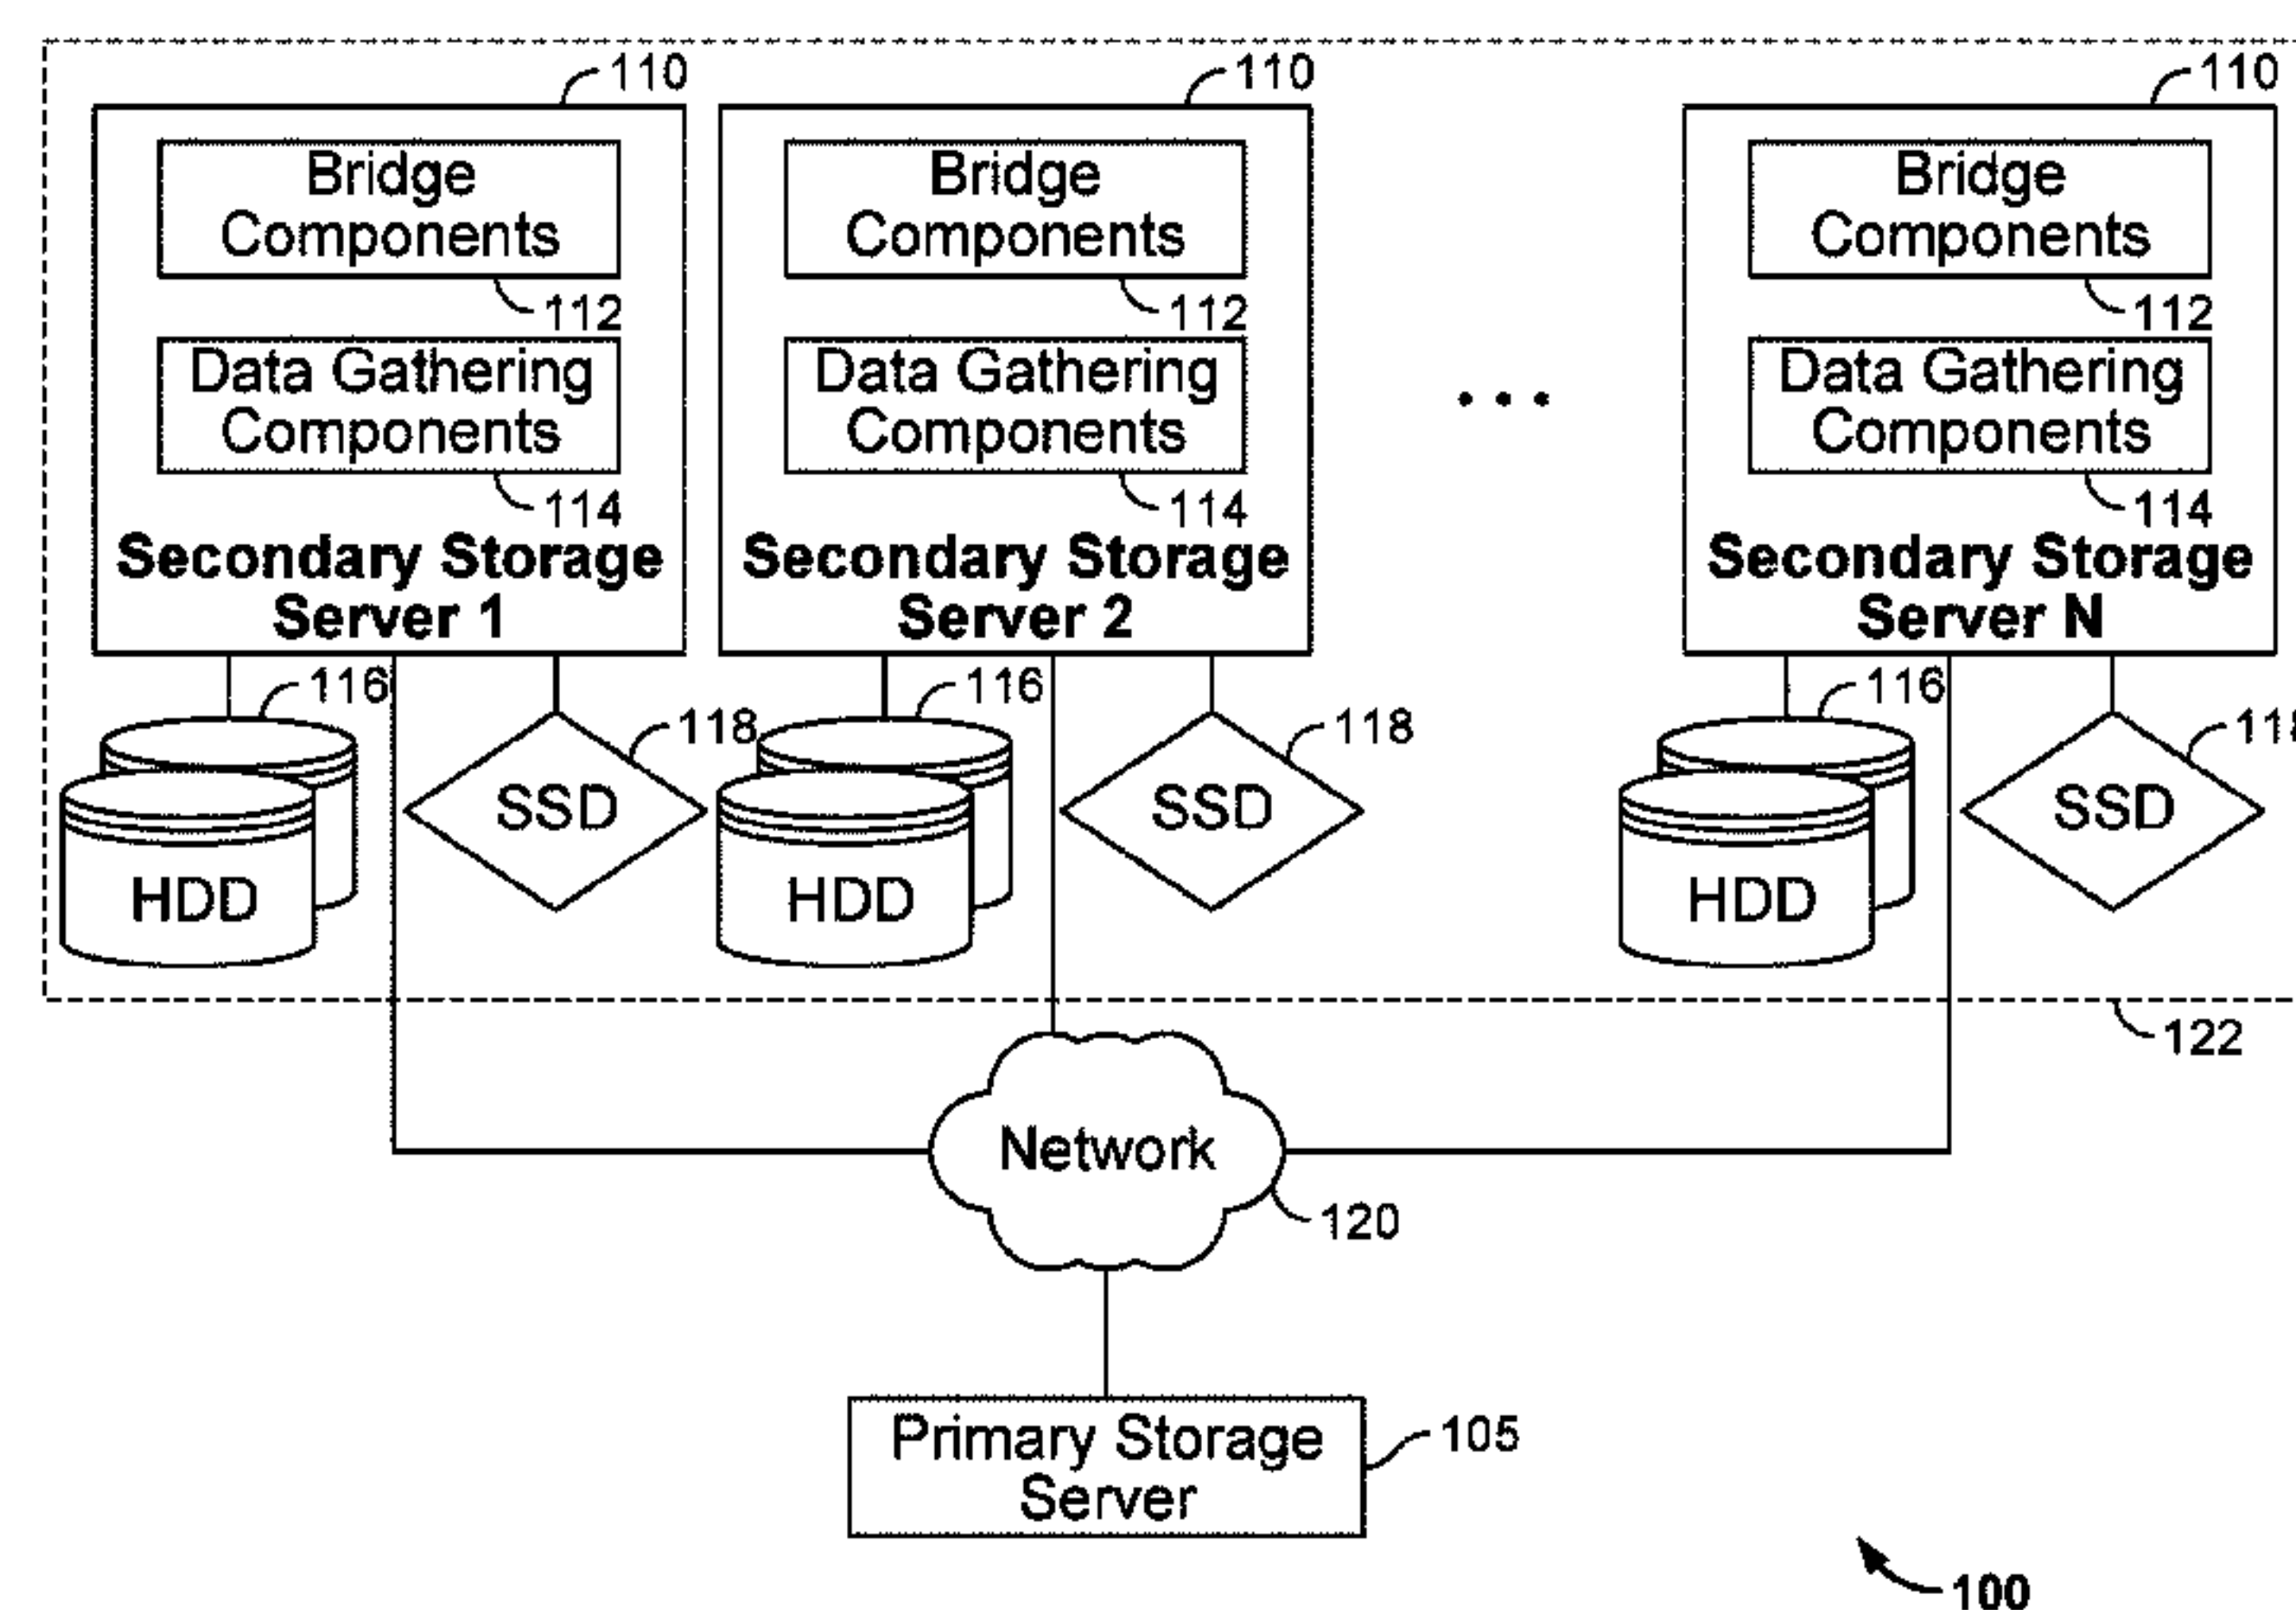 110
110
110
Bridge
Components
112
Data Gathering
Components
114
Secondary Storage
Server 1
Bridge
Components
112
Data Gathering
Components
114
Secondary Storage
Server 2
...
Bridge
Components
112
Data Gathering
Components
114
Secondary Storage
Server N
116
118
116
118
116
HDD
SSD
HDD
SSD
HDD
SSD
122
Network
120
Primary Storage
Server
105
100